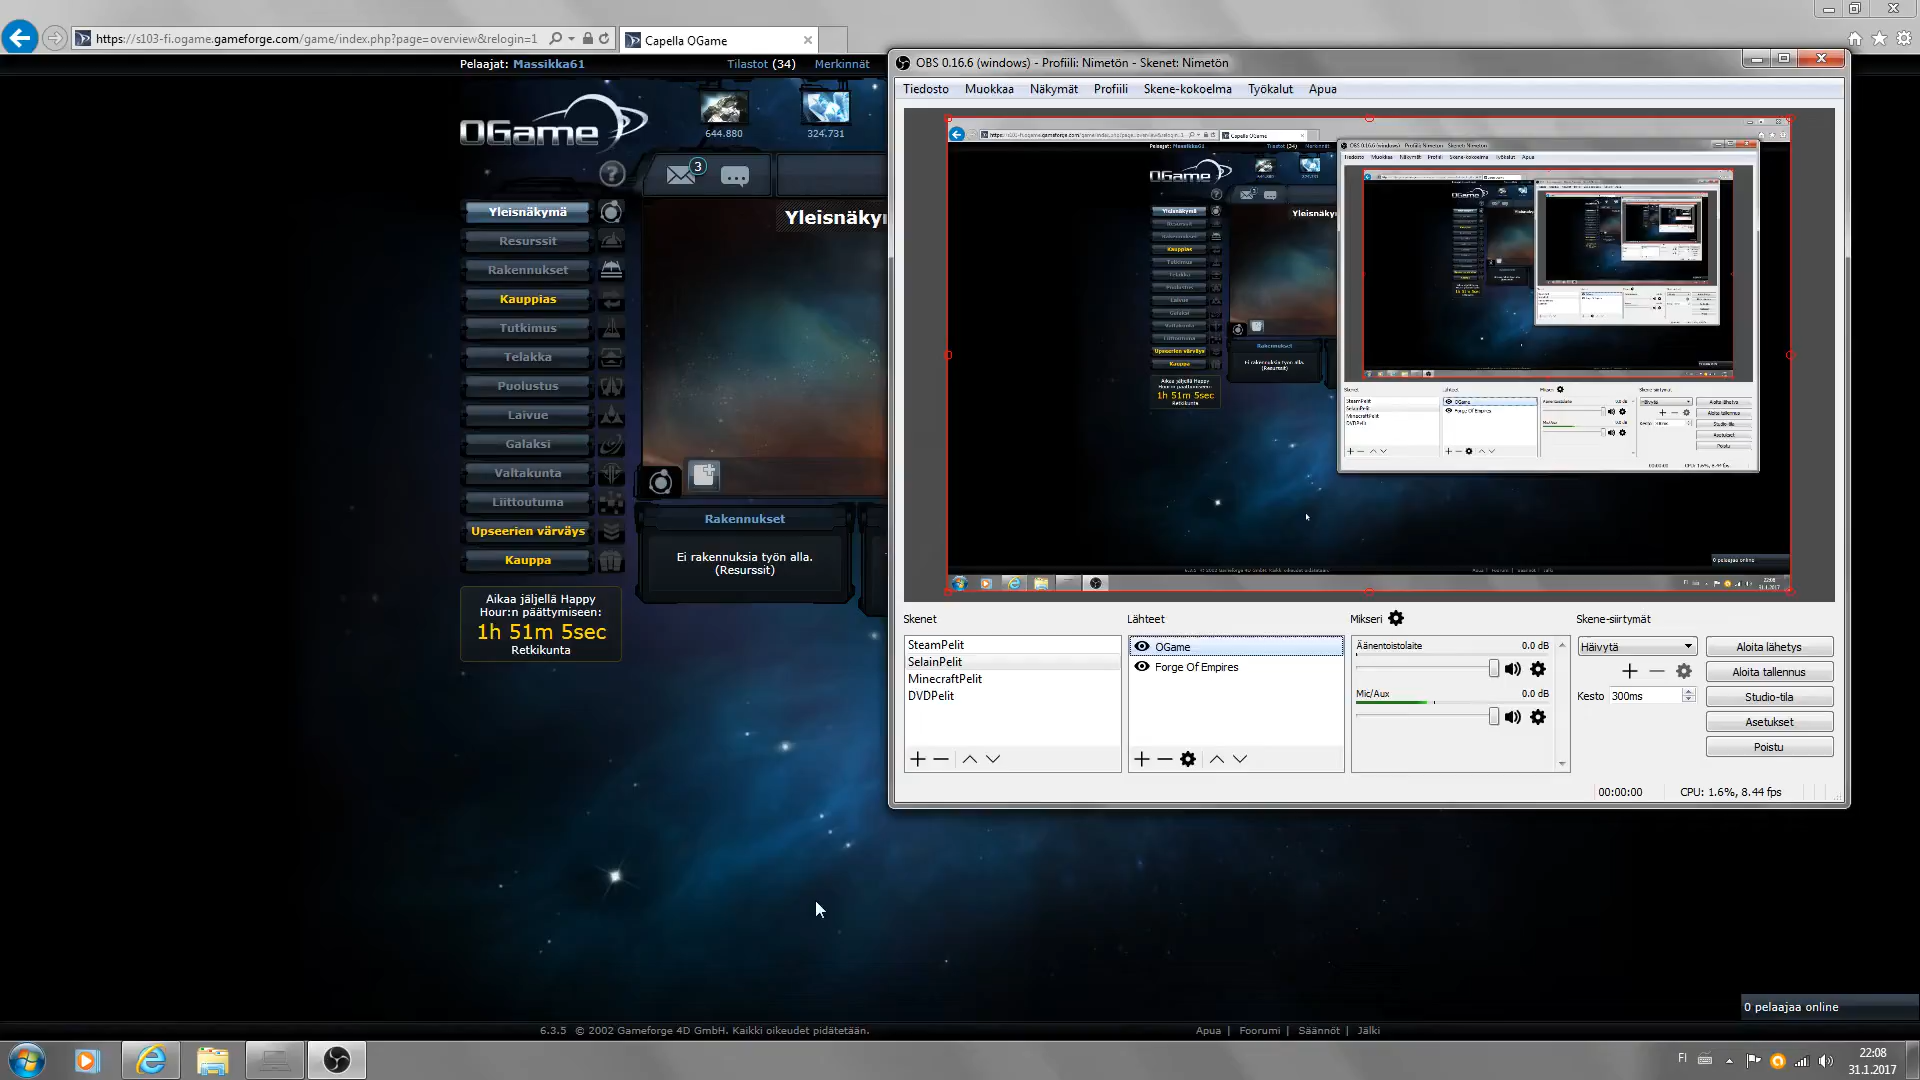 https://s103-fi.ogame.gameforge.com/game/index.php?page=overview&relogin=1
Capella OGame
Pelaajat: Massikka61
Tilastot (34)
Merkinnät
OGame
644.880
324.731
3
Yleisnäkymä
Resurssit
Rakennukset
Kauppias
Tutkimus
Telakka
Puolustus
Laivue
Galaksi
Valtakunta
Liittoutuma
Upseerien värväys
Kauppa
Aikaa jäljellä Happy
Hour:n päättymiseen:
1h 51m 5sec
Retkikunta
Rakennukset
Ei rakennuksia työn alla.
(Resurssit)
OBS 0.16.6 (windows) - Profiili: Nimetön - Skenet: Nimetön
Tiedosto Muokkaa Näkymät Profiili Skene-kokoelma Työkalut Apua
Skenet
SteamPelit
SelainPelit
MinecraftPelit
DVDPelit
Lähteet
OGame
Forge Of Empires
Mikseri
Äänentoistolaite 0.0 dB
Mic/Aux 0.0 dB
Skene-siirtymät
Häivytä
Kesto 300ms
Aloita lähetys
Aloita tallennus
Studio-tila
Asetukset
Poistu
00:00:00
CPU: 1.6%, 8.44 fps
0 pelaajaa online
6.3.5 © 2002 Gameforge 4D GmbH. Kaikki oikeudet pidätetään.
Apua | Foorumi | Säännöt | Jälki
FI
22:08
31.1.2017